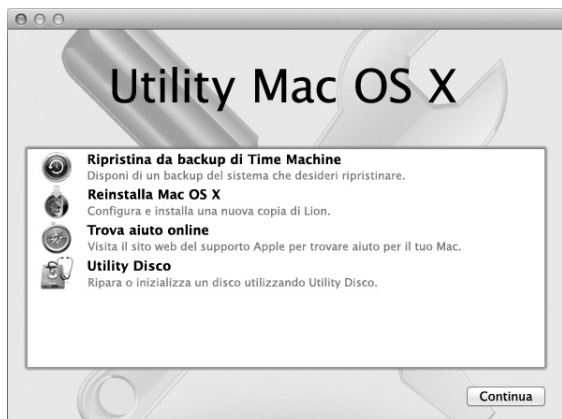 Utility Mac OS X
Ripristina da backup di Time Machine
Disponi di un backup del sistema che desideri ripristinare.
Reinstalla Mac OS X
Configura e installa una nuova copia di Lion.
Trova aiuto online
Visita il sito web del supporto Apple per trovare aiuto per il tuo Mac.
Utility Disco
Ripara o inizializza un disco utilizzando Utility Disco.
Continua